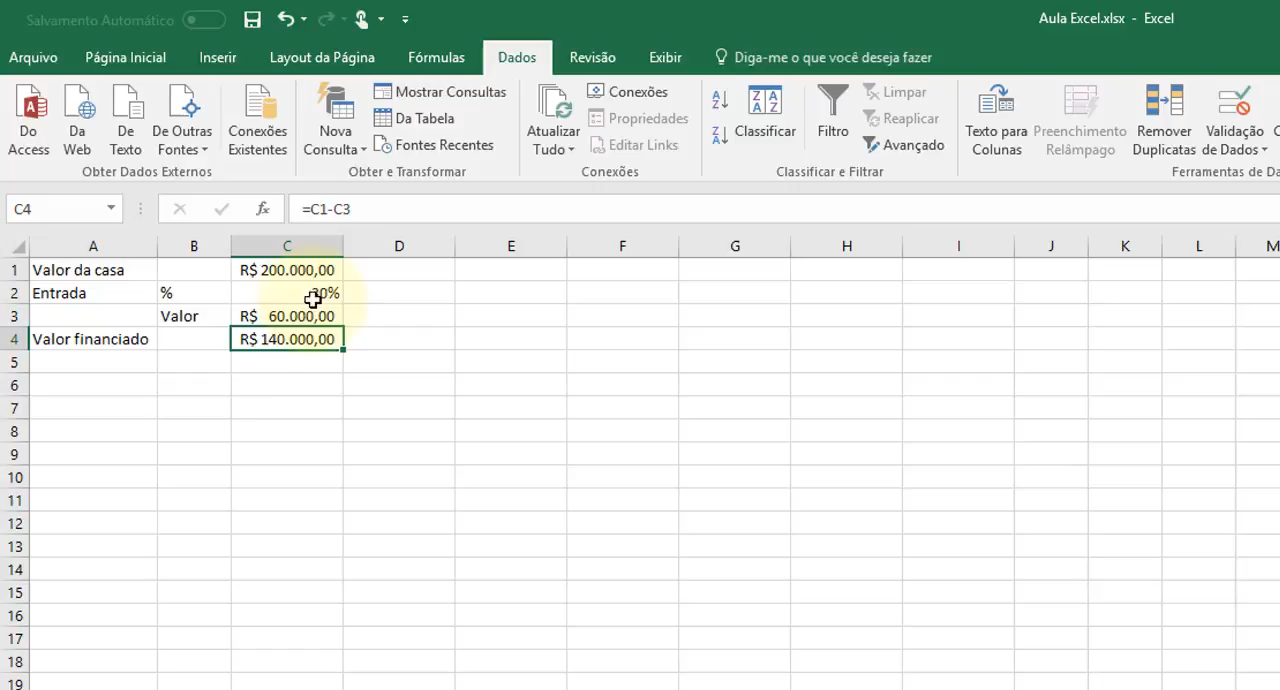 Salvamento Automático
Aula Excel.xlsx - Excel
Arquivo Página Inicial Inserir Layout da Página Fórmulas Dados Revisão Exibir Diga-me o que você deseja fazer
Do Access
Da Web
De Texto
De Outras Fontes
Conexões Existentes
Obter Dados Externos
Nova Consulta
Mostrar Consultas
Da Tabela
Fontes Recentes
Obter e Transformar
Atualizar Tudo
Conexões
Propriedades
Editar Links
Conexões
Classificar
Filtro
Limpar
Reaplicar
Avançado
Classificar e Filtrar
Texto para Colunas
Preenchimento Relâmpago
Remover Duplicatas
Validação de Dados
C
Ferramentas de Da
C4 fx =C1-C3
A B C D E F G H I J K L M
1 Valor da casa R$ 200.000,00
2 Entrada % 30%
3 Valor R$ 60.000,00
4 Valor financiado R$ 140.000,00
5
6
7
8
9
10
11
12
13
14
15
16
17
18
19